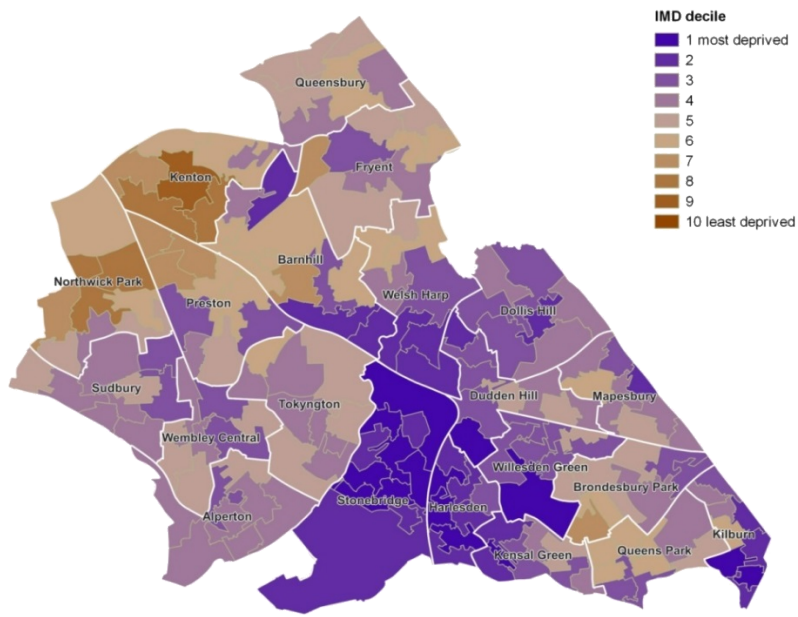 IMD decile
1 most deprived
2
3
4
5
6
7
8
9
10 least deprived
Queensbury
Fryent
Kenton
Barnhill
Northwick Park
Welsh Harp
Preston
Dollis Hill
Sudbury
Dudden Hill
Mapesbury
Tokyngton
Wembley Central
Willesden Green
Brondesbury Park
Stonebridge
Harlesden
Alperton
Kilburn
Kensal Green
Queens Park